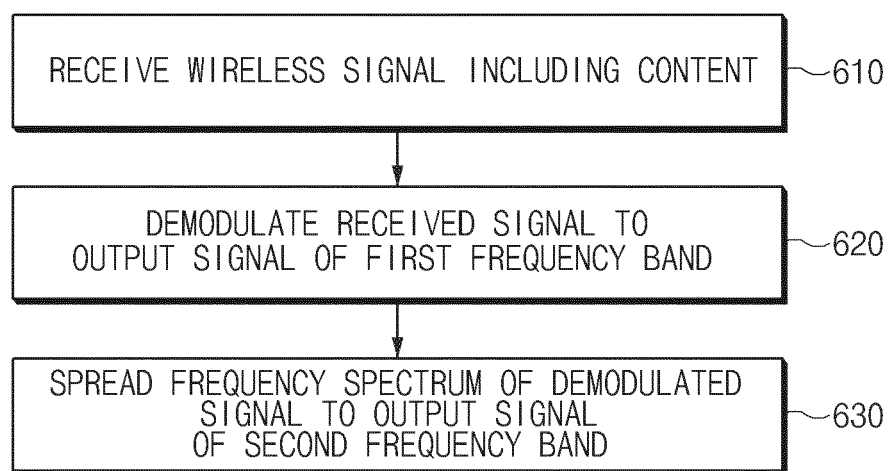 RECEIVE WIRELESS SIGNAL INCLUDING CONTENT
610
DEMODULATE RECEIVED SIGNAL TO
OUTPUT SIGNAL OF FIRST FREQUENCY BAND
620
SPREAD FREQUENCY SPECTRUM OF DEMODULATED
SIGNAL TO OUTPUT SIGNAL
OF SECOND FREQUENCY BAND
630